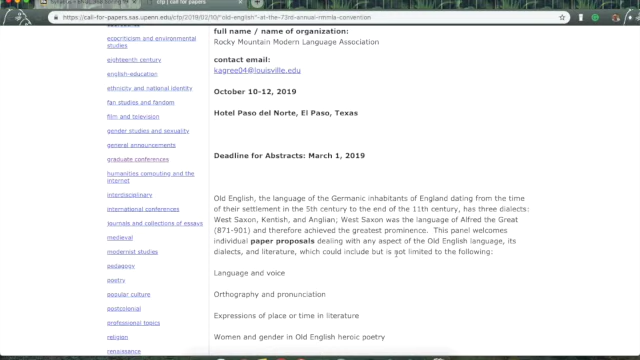 cfp | call for papers
https://call-for-papers.sas.upenn.edu/cfp/2019/02/10/"old-english"-at-the-73rd-annual-rmmla-convention
ecocriticism and environmental
studies
eighteenth century
english-education
ethnicity and national identity
fan studies and fandom
film and television
gender studies and sexuality
general announcements
graduate conferences
humanities computing and the
internet
interdisciplinary
international conferences
journals and collections of essays
medieval
modernist studies
pedagogy
poetry
popular culture
postcolonial
professional topics
religion
renaissance
full name / name of organization:
Rocky Mountain Modern Language Association
contact email:
kagree04@louisville.edu
October 10-12, 2019
Hotel Paso del Norte, El Paso, Texas
Deadline for Abstracts: March 1, 2019
Old English, the language of the Germanic inhabitants of England dating from the time
of their settlement in the 5th century to the end of the 11th century, has three dialects:
West Saxon, Kentish, and Anglian; West Saxon was the language of Alfred the Great
(871-901) and therefore achieved the greatest prominence. This panel welcomes
individual paper proposals dealing with any aspect of the Old English language, its
dialects, and literature, which could include but is not limited to the following:
Language and voice
Orthography and pronunciation
Expressions of place or time in literature
Women and gender in Old English heroic poetry